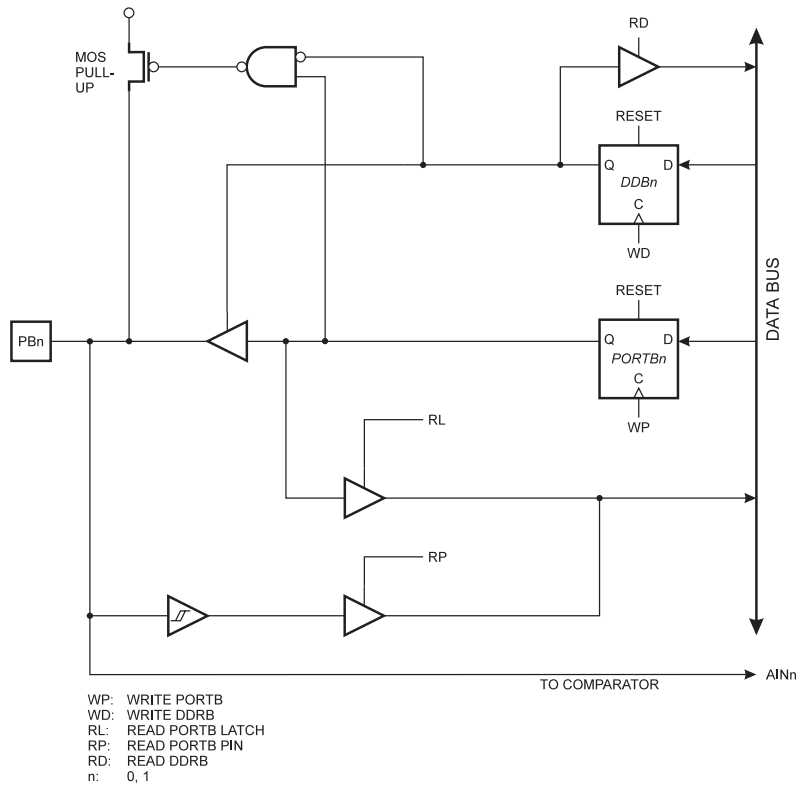 RD
MOS
PULL-
UP
RESET
Q D
DDBn
C
WD
DATA BUS
RESET
PBn
Q D
PORTBn
C
WP
RL
RP
TO COMPARATOR
AINn
WP: WRITE PORTB
WD: WRITE DDRB
RL: READ PORTB LATCH
RP: READ PORTB PIN
RD: READ DDRB
n: 0, 1